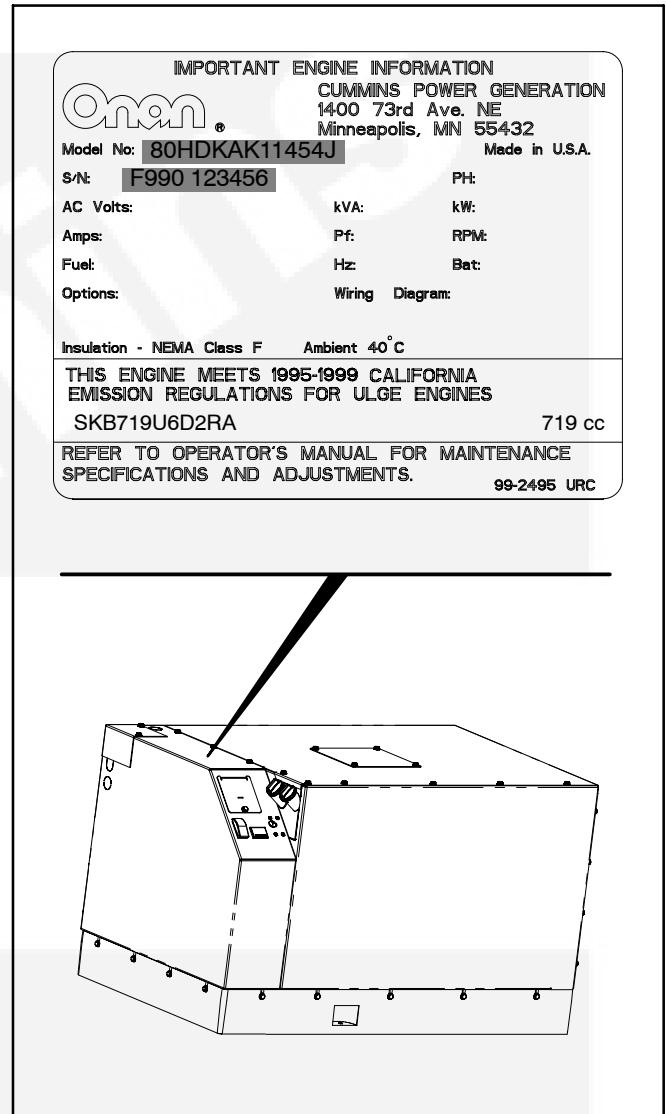 IMPORTANT ENGINE INFORMATION
Onan ®
CUMMINS POWER GENERATION
1400 73rd Ave. NE
Minneapolis, MN 55432
Model No: 80HDKAK11454J Made in U.S.A.
S/N: F990 123456 PH:
AC Volts: kVA: kW:
Amps: Pf: RPM:
Fuel: Hz: Bat:
Options: Wiring Diagram:
Insulation - NEMA Class F Ambient 40°C
THIS ENGINE MEETS 1995-1999 CALIFORNIA
EMISSION REGULATIONS FOR ULGE ENGINES
SKB719U6D2RA 719 cc
REFER TO OPERATOR'S MANUAL FOR MAINTENANCE
SPECIFICATIONS AND ADJUSTMENTS.
99-2495 URC